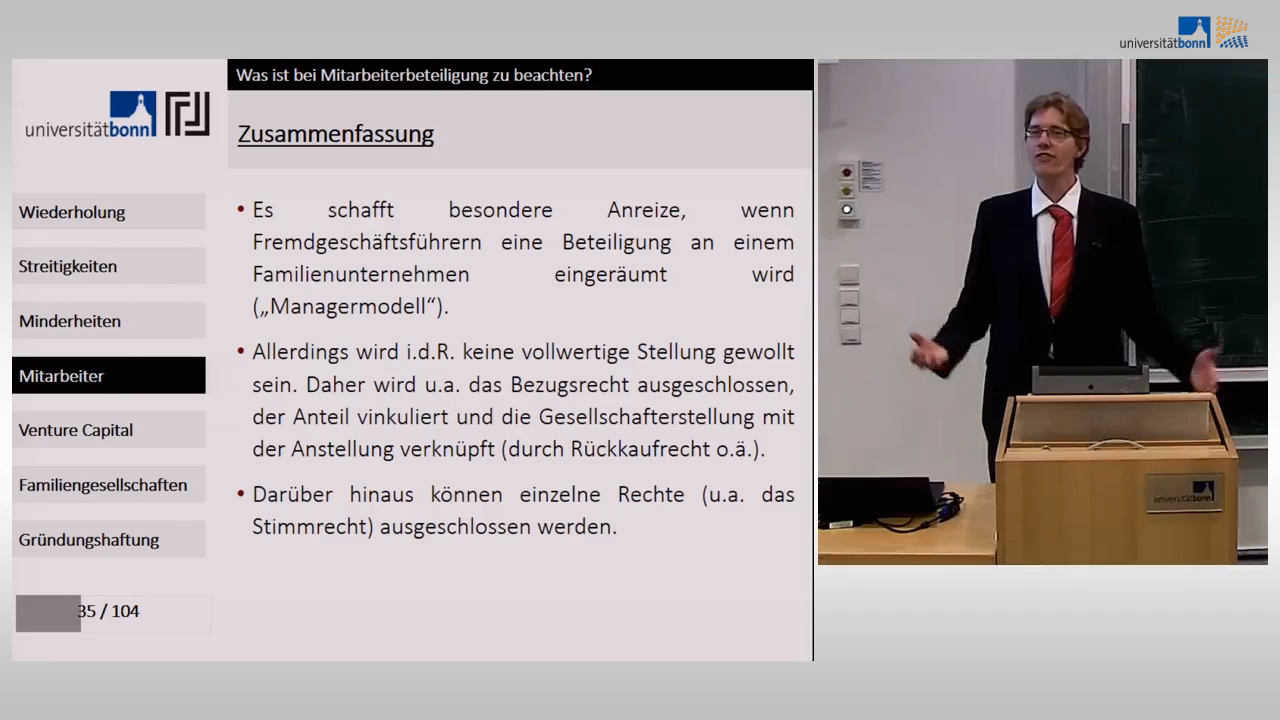 universitätbonn
Was ist bei Mitarbeiterbeteiligung zu beachten?
universitätbonn
Zusammenfassung
Wiederholung
Streitigkeiten
Minderheiten
Mitarbeiter
Venture Capital
Familiengesellschaften
Gründungshaftung
35 / 104
• Es schafft besondere Anreize, wenn
Fremdgeschäftsführern eine Beteiligung an einem
Familienunternehmen eingeräumt wird
(„Managermodell“).
• Allerdings wird i.d.R. keine vollwertige Stellung gewollt
sein. Daher wird u.a. das Bezugsrecht ausgeschlossen,
der Anteil vinkuliert und die Gesellschafterstellung mit
der Anstellung verknüpft (durch Rückkaufrecht o.ä.).
• Darüber hinaus können einzelne Rechte (u.a. das
Stimmrecht) ausgeschlossen werden.
universitätbonn